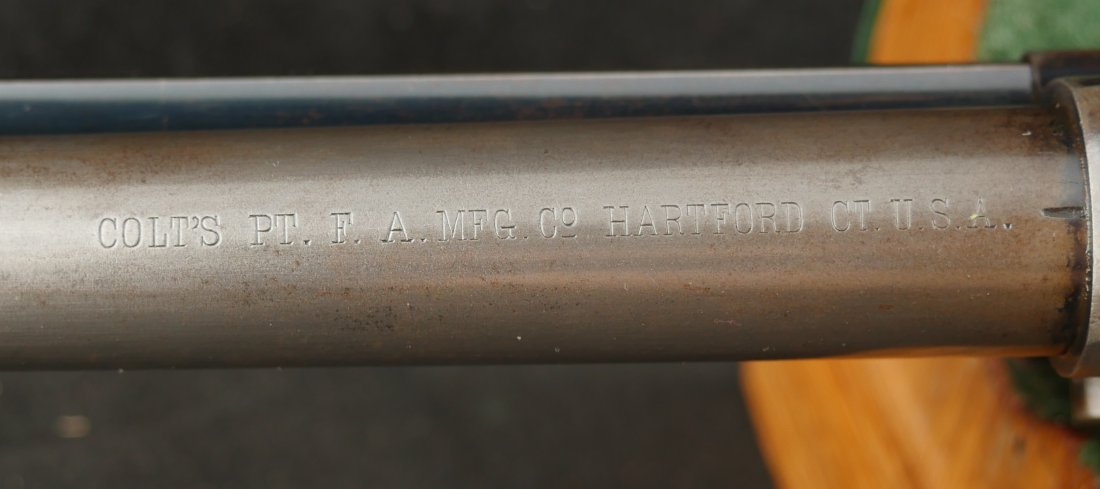 COLT'S PT. F. A. MFG. Cº HARTFORD CT. U.S.A.